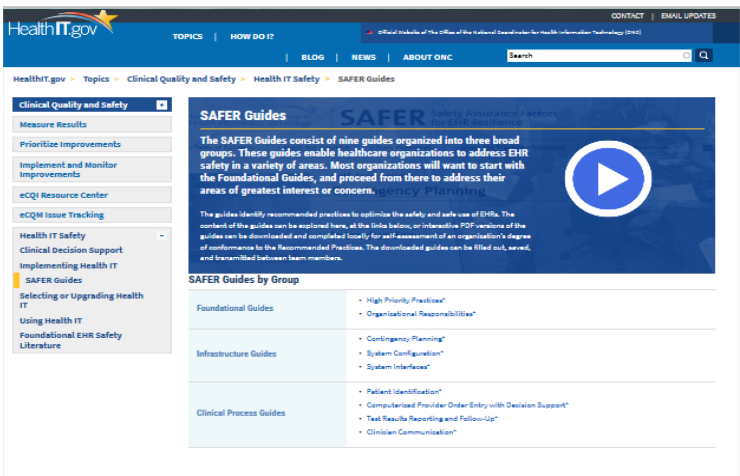 CONTACT | EMAIL UPDATES
HealthIT.gov
TOPICS | HOW DO I?
Official Website of The Office of the National Coordinator for Health Information Technology (ONC)
| BLOG | NEWS | ABOUT ONC
Search
HealthIT.gov > Topics > Clinical Quality and Safety > Health IT Safety > SAFER Guides
Clinical Quality and Safety +
Measure Results
Prioritize Improvements
Implement and Monitor
Improvements
eCQI Resource Center
eCQM Issue Tracking
Health IT Safety -
Clinical Decision Support
Implementing Health IT
SAFER Guides
Selecting or Upgrading Health
IT
Using Health IT
Foundational EHR Safety
Literature
SAFER Guides
SAFER Safety Assurance Factors
for EHR Resilience
The SAFER Guides consist of nine guides organized into three broad
groups. These guides enable healthcare organizations to address EHR
safety in a variety of areas. Most organizations will want to start with
the Foundational Guides, and proceed from there to address their
areas of greatest interest or concern.
Planning
The guides identify recommended practices to optimize the safety and safe use of EHRs. The
content of the guides can be explored here, at the links below, or interactive PDF versions of the
guides can be downloaded and completed locally for self-assessment of an organization's degree
of conformance to the Recommended Practices. The downloaded guides can be filled out, saved,
and transmitted between team members.
SAFER Guides by Group
Foundational Guides
• High Priority Practices*
• Organizational Responsibilities*
Infrastructure Guides
• Contingency Planning*
• System Configuration*
• System Interfaces*
Clinical Process Guides
• Patient Identification*
• Computerized Provider Order Entry with Decision Support*
• Test Results Reporting and Follow-Up*
• Clinician Communication*